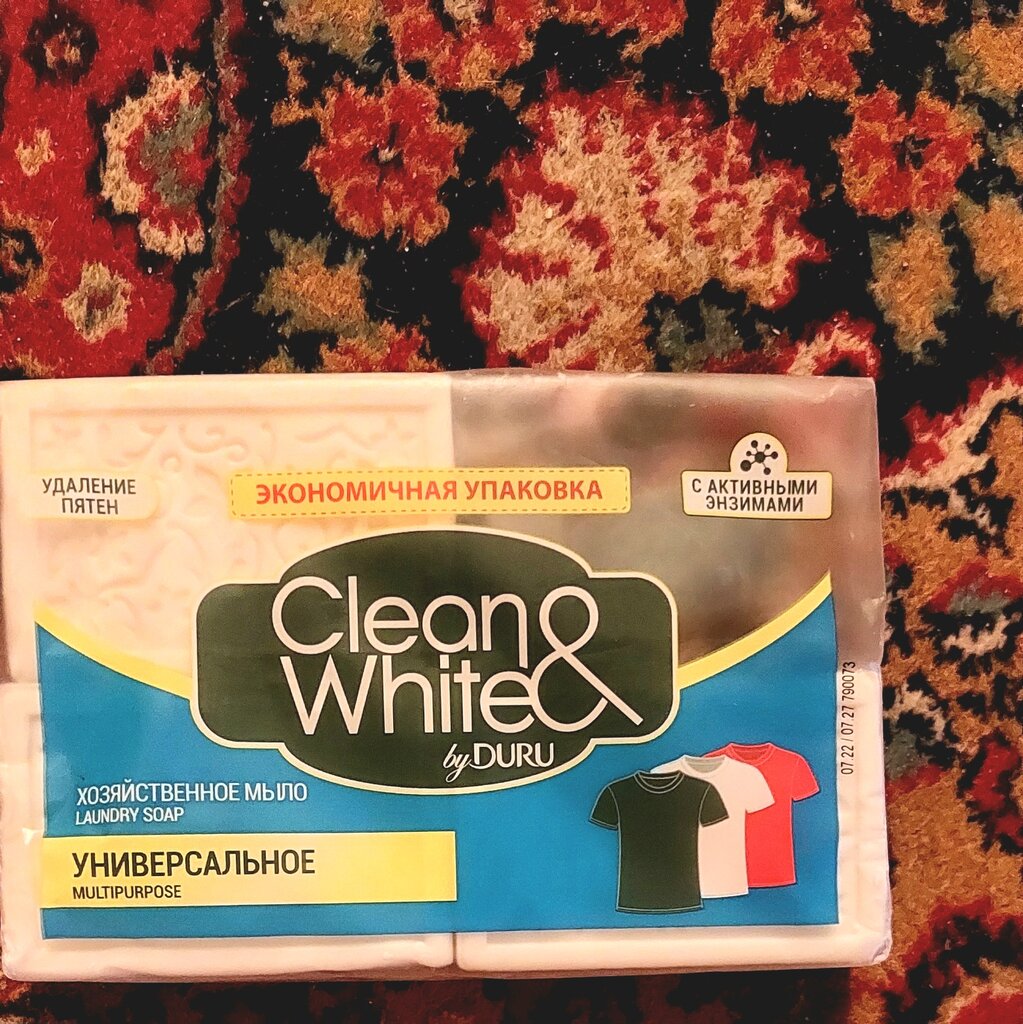 УДАЛЕНИЕ
ПЯТЕН
ЭКОНОМИЧНАЯ УПАКОВКА
С АКТИВНЫМИ
ЭНЗИМАМИ
Clean &
White
by DURU
ХОЗЯЙСТВЕННОЕ МЫЛО
LAUNDRY SOAP
УНИВЕРСАЛЬНОЕ
MULTIPURPOSE
07.22 / 07.27 790073